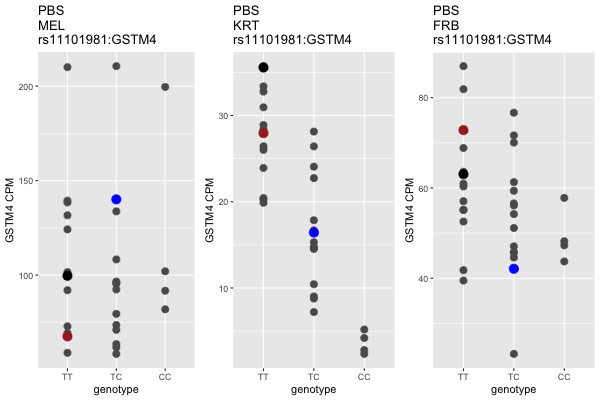 PBS
MEL
rs11101981:GSTM4
200
150
100
GSTM4 CPM
TT TC CC
genotype
PBS
KRT
rs11101981:GSTM4
30
20
10
GSTM4 CPM
TT TC CC
genotype
PBS
FRB
rs11101981:GSTM4
80
60
40
GSTM4 CPM
TT TC CC
genotype